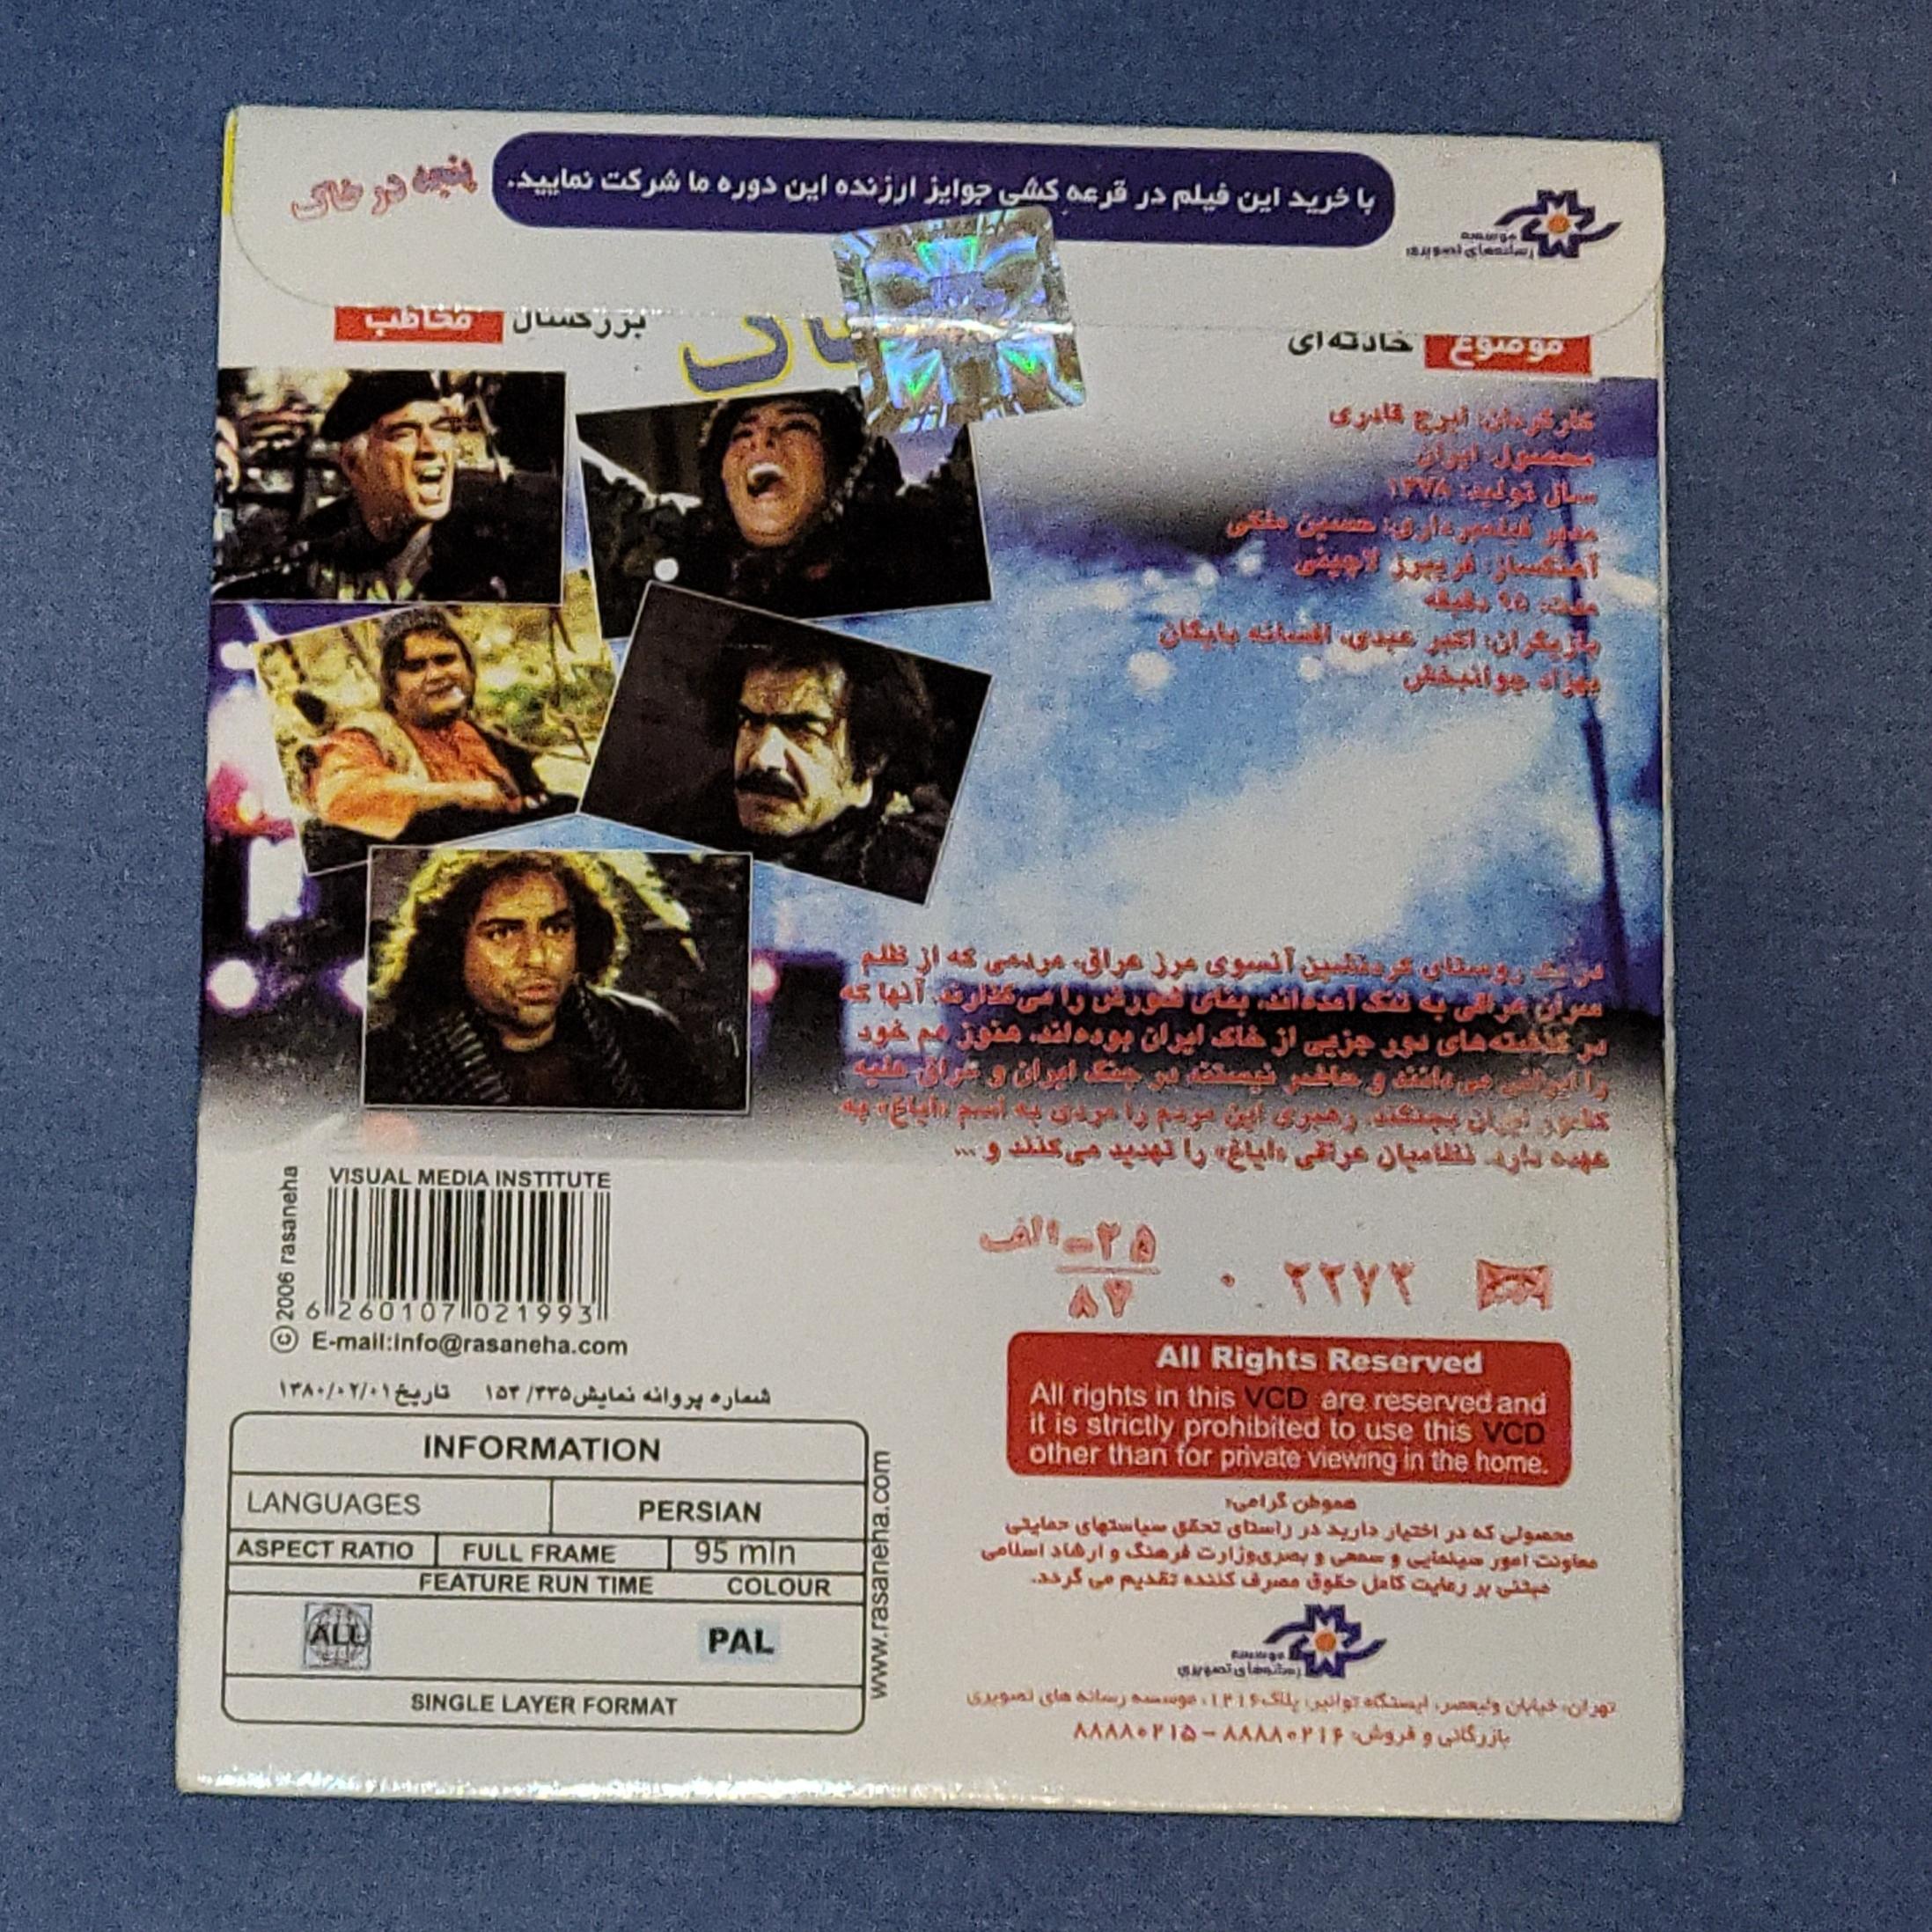 پنجه در خاک
با خرید این فیلم در قرعه کشی جوایز ارزنده این دوره ما شرکت نمایید.
موسسه
رسانه‌های تصویری
موضوع حادثه‌ای
مخاطب بزرگسال
کارگردان: ایرج قادری
محصول: ایران
سال تولید: ۱۳۷۸
مدیر فیلمبرداری: حسین ملکی
آهنگساز: فریبرز لاچینی
مدت: ۹۵ دقیقه
بازیگران: اکبر عبدی، افسانه بایگان
بهزاد جوانبخش
در یک روستای کردنشین آنسوی مرز عراق، مردمی که از ظلم
سران عراقی به تنگ آمده‌اند، بنای شورش را می‌گذارند. آنها که
در گذشته‌های دور جزیی از خاک ایران بوده‌اند، هنوز هم خود
را ایرانی می‌دانند و حاضر نیستند در جنگ ایران و عراق علیه
کشور ایران بجنگند. رهبری این مردم را مردی به اسم «ایاغ» به
عهده دارد. نظامیان عراقی «ایاغ» را تهدید می‌کنند و ...
VISUAL MEDIA INSTITUTE
© 2006 rasaneha
6 260107 021993
E-mail:info@rasaneha.com
۲۵-الف
۸۷
۰ ۲۲۷۲
شماره پروانه نمایش ۱۵۳/۳۳۵ تاریخ ۱۳۸۰/۰۲/۰۱
All Rights Reserved
All rights in this VCD are reserved and
it is strictly prohibited to use this VCD
other than for private viewing in the home.
INFORMATION
LANGUAGES PERSIAN
ASPECT RATIO FULL FRAME 95 min
FEATURE RUN TIME COLOUR
ALL PAL
SINGLE LAYER FORMAT
www.rasaneha.com
هموطن گرامی؛
محصولی که در اختیار دارید در راستای تحقق سیاستهای حمایتی
معاونت امور سینمایی و سمعی و بصری وزارت فرهنگ و ارشاد اسلامی
مبتنی بر رعایت کامل حقوق مصرف کننده تقدیم می گردد.
موسسه
رسانه‌های تصویری
تهران، خیابان ولیعصر، ایستگاه توانیر، پلاک ۱۲۱۶، موسسه رسانه های تصویری
بازرگانی و فروش: ۸۸۸۸۰۲۱۶ - ۸۸۸۸۰۲۱۵